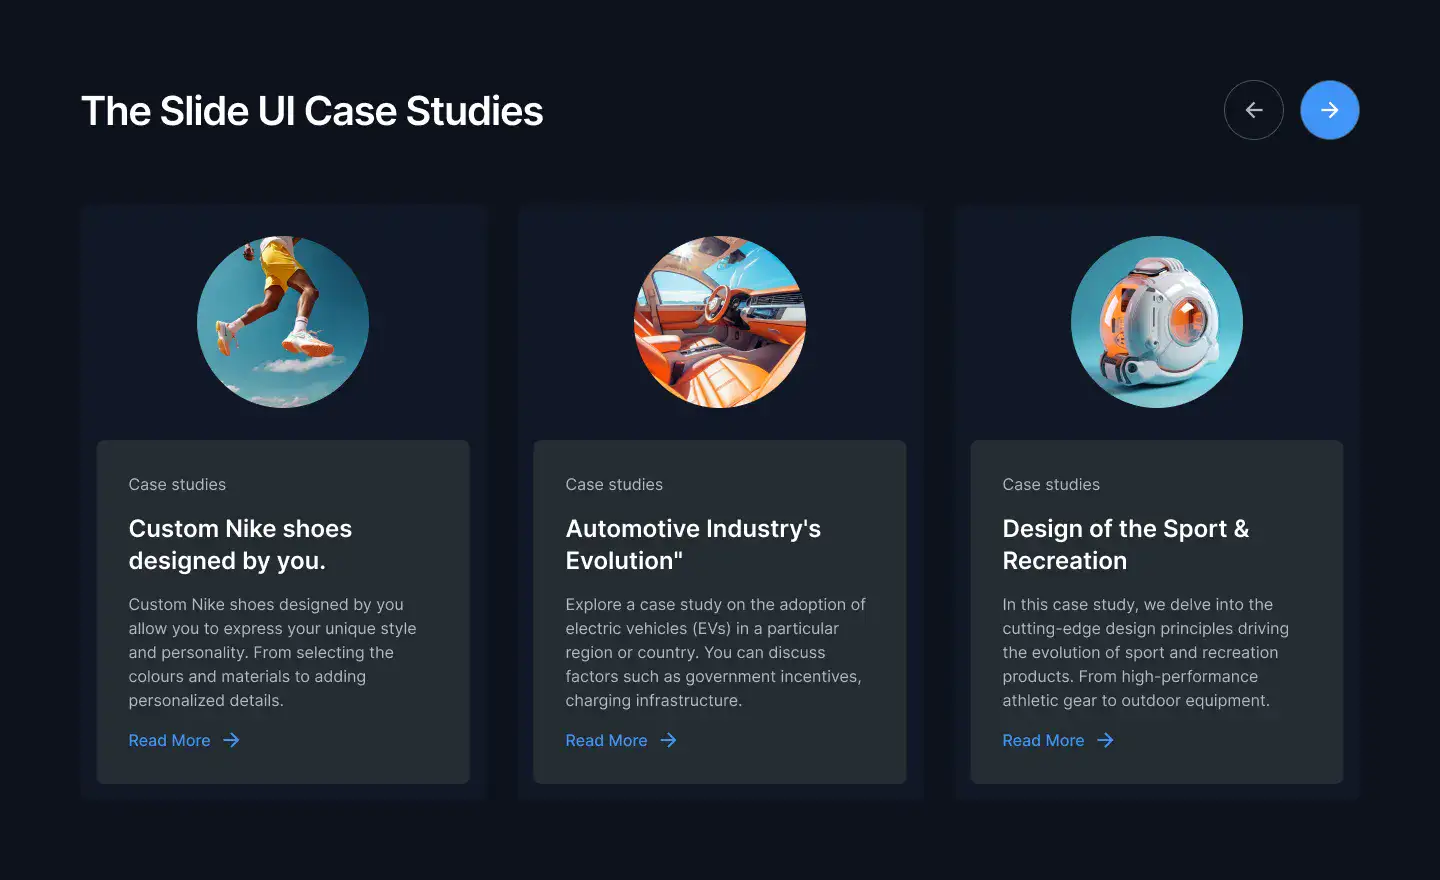 The Slide UI Case Studies
Case studies
Custom Nike shoes
designed by you.
Custom Nike shoes designed by you
allow you to express your unique style
and personality. From selecting the
colours and materials to adding
personalized details.
Read More
Case studies
Automotive Industry's
Evolution"
Explore a case study on the adoption of
electric vehicles (EVs) in a particular
region or country. You can discuss
factors such as government incentives,
charging infrastructure.
Read More
Case studies
Design of the Sport &
Recreation
In this case study, we delve into the
cutting-edge design principles driving
the evolution of sport and recreation
products. From high-performance
athletic gear to outdoor equipment.
Read More